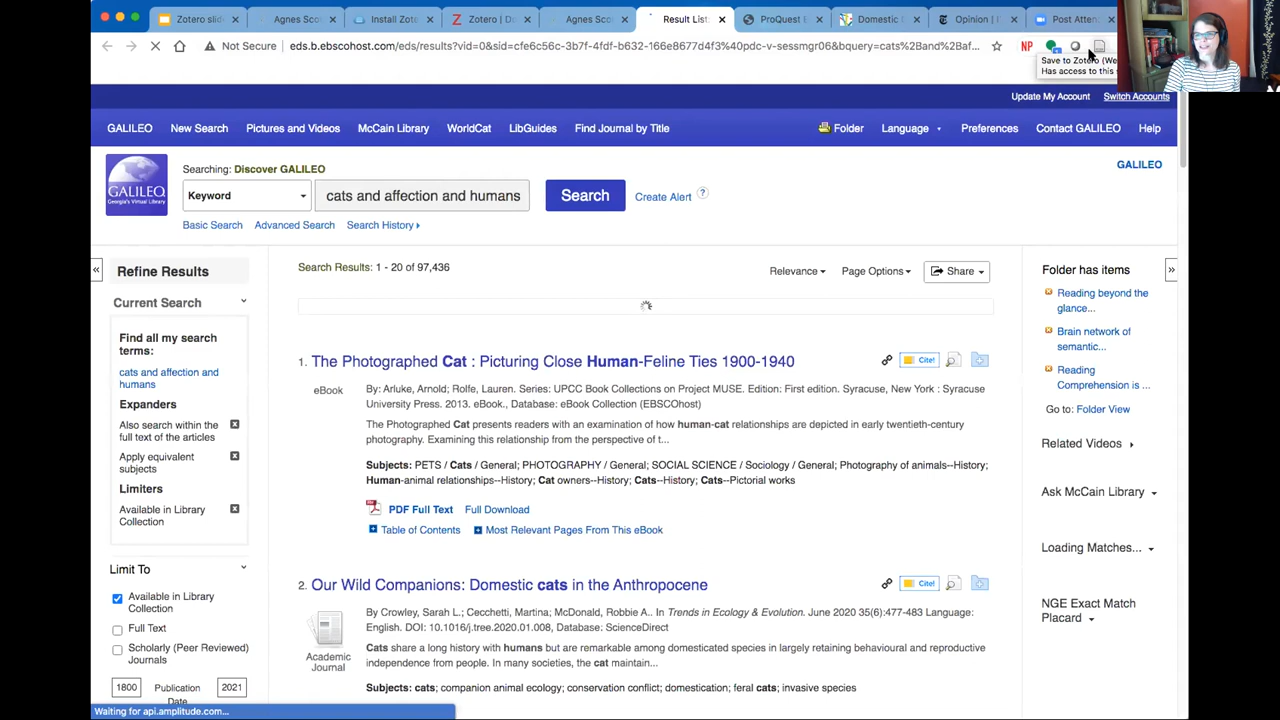 Zotero slid
Agnes Sco
Install Zote
Zotero | D
Agnes Sco
Result List:
ProQuest E
Domestic
Opinion | I
Post Atten
Not Secure
eds.b.ebscohost.com/eds/results?vid=0&sid=cfe6c56c-3b7f-4fdf-b632-166e8677d4f3%40pdc-v-sessmgr06&bquery=cats%2Band%2Baf...
NP
Save to Zotero (We
Has access to this s
Update My Account
Switch Accounts
GALILEO
New Search
Pictures and Videos
McCain Library
WorldCat
LibGuides
Find Journal by Title
Folder
Language
Preferences
Contact GALILEO
Help
GALILEO
Georgia's Virtual Library
Searching: Discover GALILEO
GALILEO
Keyword
cats and affection and humans
Search
Create Alert
?
Basic Search
Advanced Search
Search History
«
Refine Results
Current Search
Find all my search
terms:
cats and affection and
humans
Expanders
Also search within the
full text of the articles
Apply equivalent
subjects
Limiters
Available in Library
Collection
Limit To
Available in Library
Collection
Full Text
Scholarly (Peer Reviewed)
Journals
1800
Publication
Date
2021
Search Results: 1 - 20 of 97,436
Relevance
Page Options
Share
1. The Photographed Cat : Picturing Close Human-Feline Ties 1900-1940
Cite!
eBook
By: Arluke, Arnold; Rolfe, Lauren. Series: UPCC Book Collections on Project MUSE. Edition: First edition. Syracuse, New York : Syracuse
University Press. 2013. eBook., Database: eBook Collection (EBSCOhost)
The Photographed Cat presents readers with an examination of how human-cat relationships are depicted in early twentieth-century
photography. Examining this relationship from the perspective of t...
Subjects: PETS / Cats / General; PHOTOGRAPHY / General; SOCIAL SCIENCE / Sociology / General; Photography of animals--History;
Human-animal relationships--History; Cat owners--History; Cats--History; Cats--Pictorial works
PDF Full Text
Full Download
Table of Contents
Most Relevant Pages From This eBook
2. Our Wild Companions: Domestic cats in the Anthropocene
Cite!
Academic
Journal
By Crowley, Sarah L.; Cecchetti, Martina; McDonald, Robbie A.. In Trends in Ecology & Evolution. June 2020 35(6):477-483 Language:
English. DOI: 10.1016/j.tree.2020.01.008, Database: ScienceDirect
Cats share a long history with humans but are remarkable among domesticated species in largely retaining behavioural and reproductive
independence from people. In many societies, the cat maintain...
Subjects: cats; companion animal ecology; conservation conflict; domestication; feral cats; invasive species
Folder has items
»
Reading beyond the
glance...
Brain network of
semantic...
Reading
Comprehension is ...
Go to: Folder View
Related Videos
Ask McCain Library
Loading Matches...
NGE Exact Match
Placard
Waiting for api.amplitude.com...